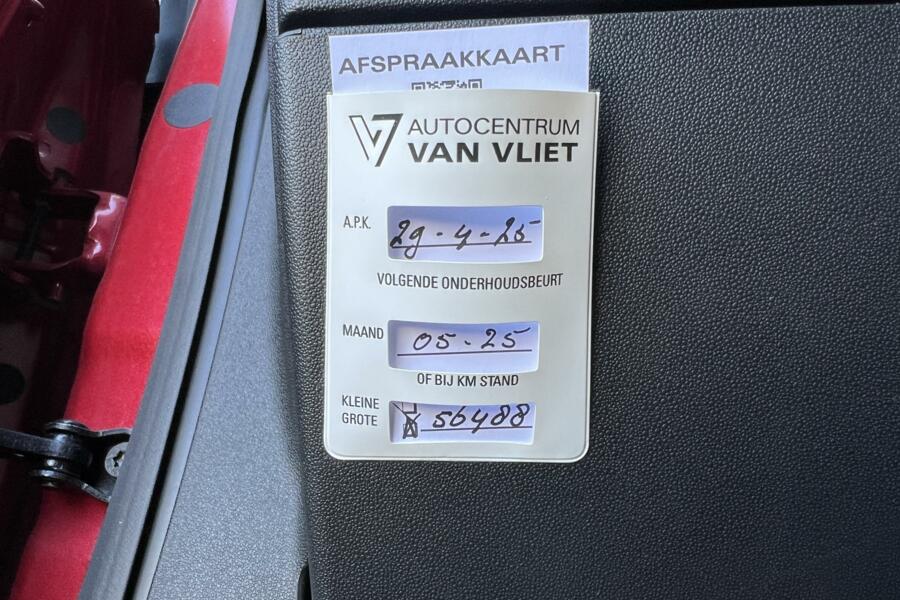 AFSPRAAKKAART
V7 AUTOCENTRUM
VAN VLIET
A.P.K. 29-4-25
VOLGENDE ONDERHOUDSBEURT
MAAND 05-25
OF BIJ KM STAND
KLEINE
GROTE 56488